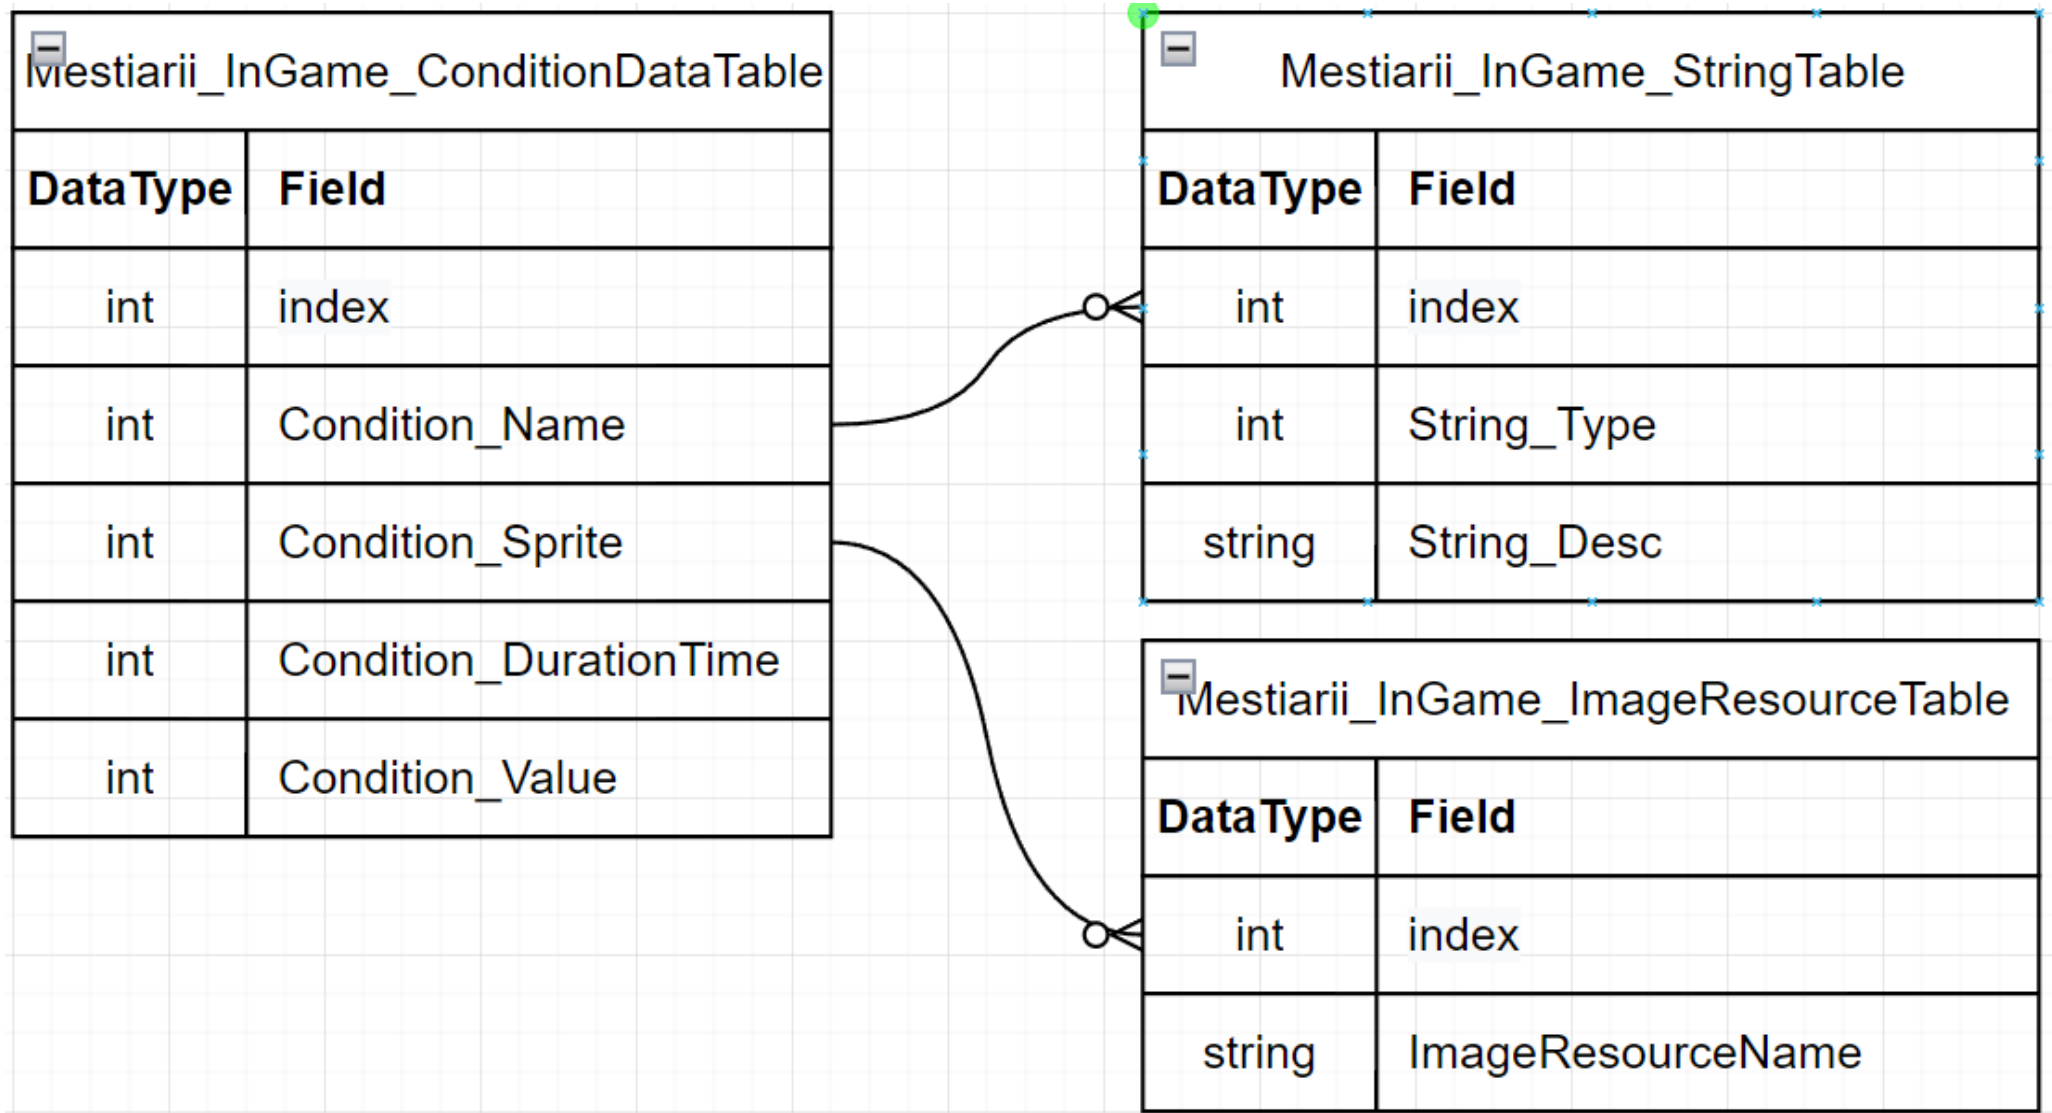 Mestiarii_InGame_ConditionDataTable
DataType Field
int index
int Condition_Name
int Condition_Sprite
int Condition_DurationTime
int Condition_Value
Mestiarii_InGame_StringTable
DataType Field
int index
int String_Type
string String_Desc
Mestiarii_InGame_ImageResourceTable
DataType Field
int index
string ImageResourceName